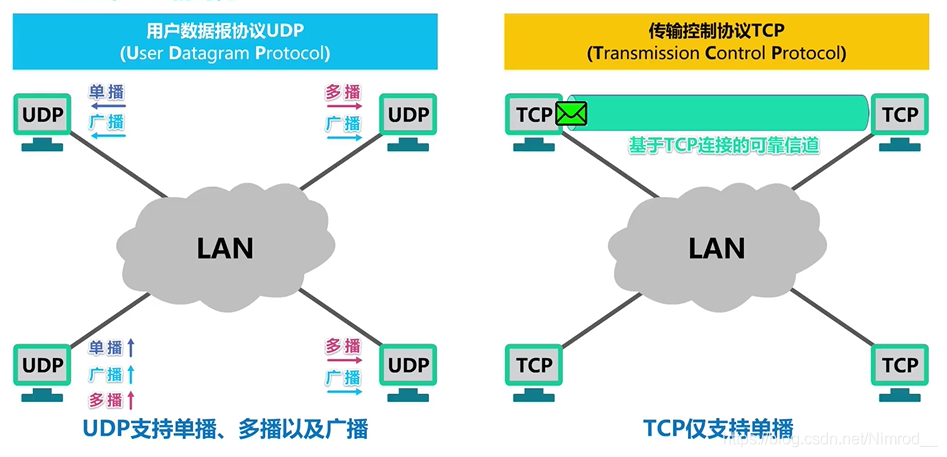 用户数据报协议UDP
(User Datagram Protocol)
传输控制协议TCP
(Transmission Control Protocol)
UDP
单播
广播
多播
广播
UDP
TCP
TCP
基于TCP连接的可靠信道
LAN
LAN
UDP
单播
广播
多播
多播
广播
UDP
TCP
TCP
UDP支持单播、多播以及广播
TCP仅支持单播
https://blog.csdn.net/Nimrod__